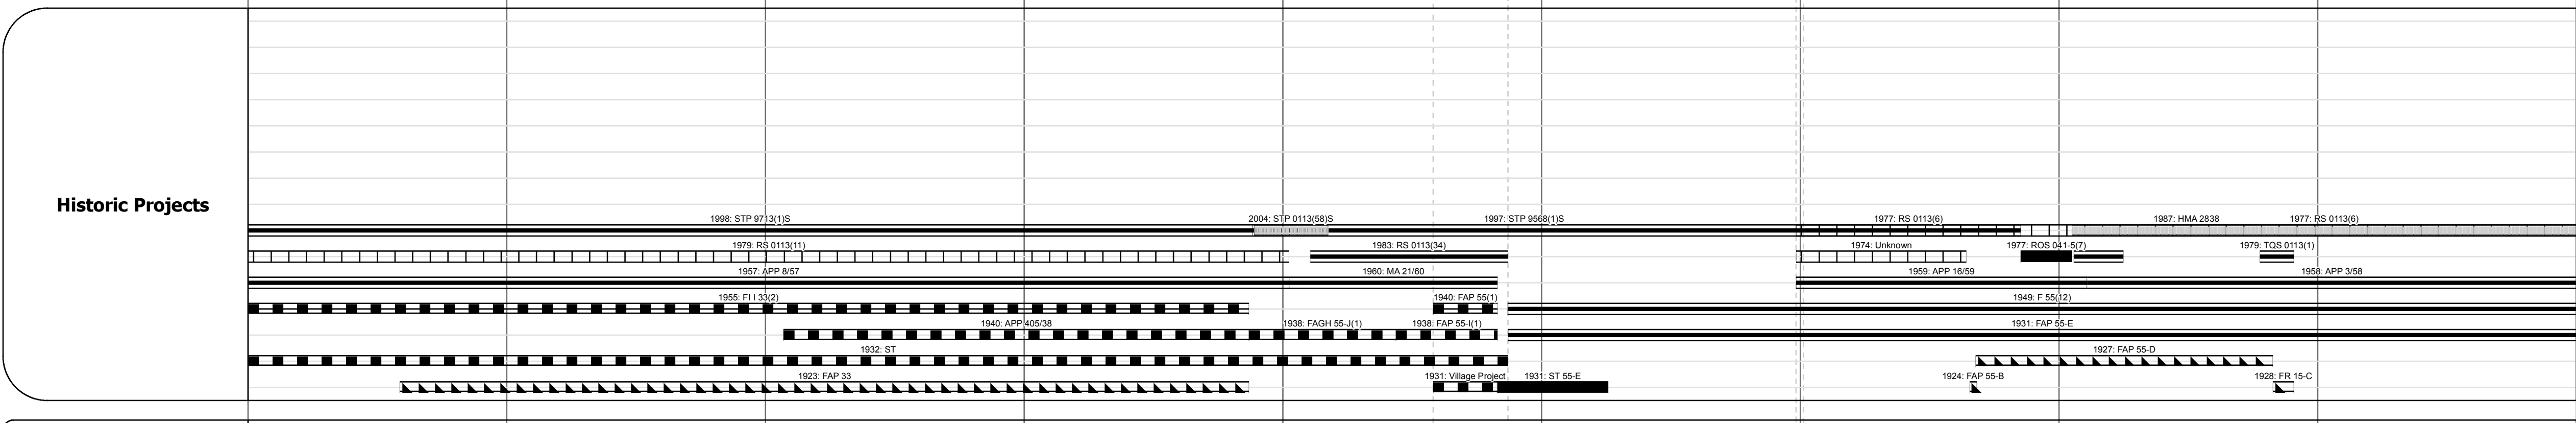 Historic Projects
1998: STP 9713(1)S 2004: STP 0113(58)S 1997: STP 9568(1)S 1977: RS 0113(6) 1987: HMA 2838 1977: RS 0113(6)
1979: RS 0113(11) 1983: RS 0113(34) 1974: Unknown 1977: ROS 041-5(7) 1979: TQS 0113(1)
1957: APP 8/57 1960: MA 21/60 1959: APP 16/59 1958: APP 3/58
1955: FI I 33(2) 1940: FAP 55(1) 1949: F 55(12)
1940: APP 405/38 1938: FAGH 55-J(1) 1938: FAP 55-I(1) 1931: FAP 55-E
1932: ST 1927: FAP 55-D
1923: FAP 33 1931: Village Project 1931: ST 55-E 1924: FAP 55-B 1928: FR 15-C